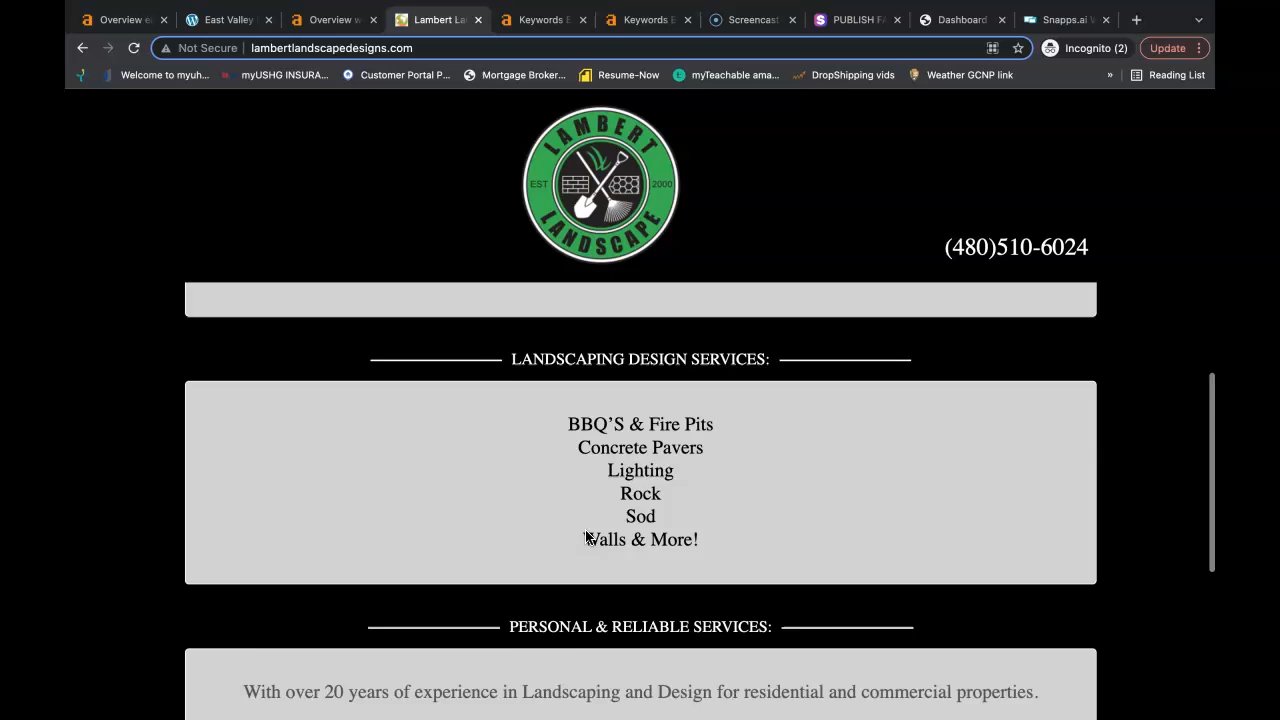 Overview e
East Valley
Overview w
Lambert La
Keywords E
Keywords E
Screencast
PUBLISH FA
Dashboard
Snapps.ai
Not Secure
lambertlandscapedesigns.com
Incognito (2)
Update
Welcome to myuh...
myUSHG INSURA...
Customer Portal P...
Mortgage Broker...
Resume-Now
myTeachable ama...
DropShipping vids
Weather GCNP link
»
Reading List
LAMBERT
EST
2000
LANDSCAPE
(480)510-6024
LANDSCAPING DESIGN SERVICES:
BBQ’S & Fire Pits
Concrete Pavers
Lighting
Rock
Sod
Walls & More!
PERSONAL & RELIABLE SERVICES:
With over 20 years of experience in Landscaping and Design for residential and commercial properties.